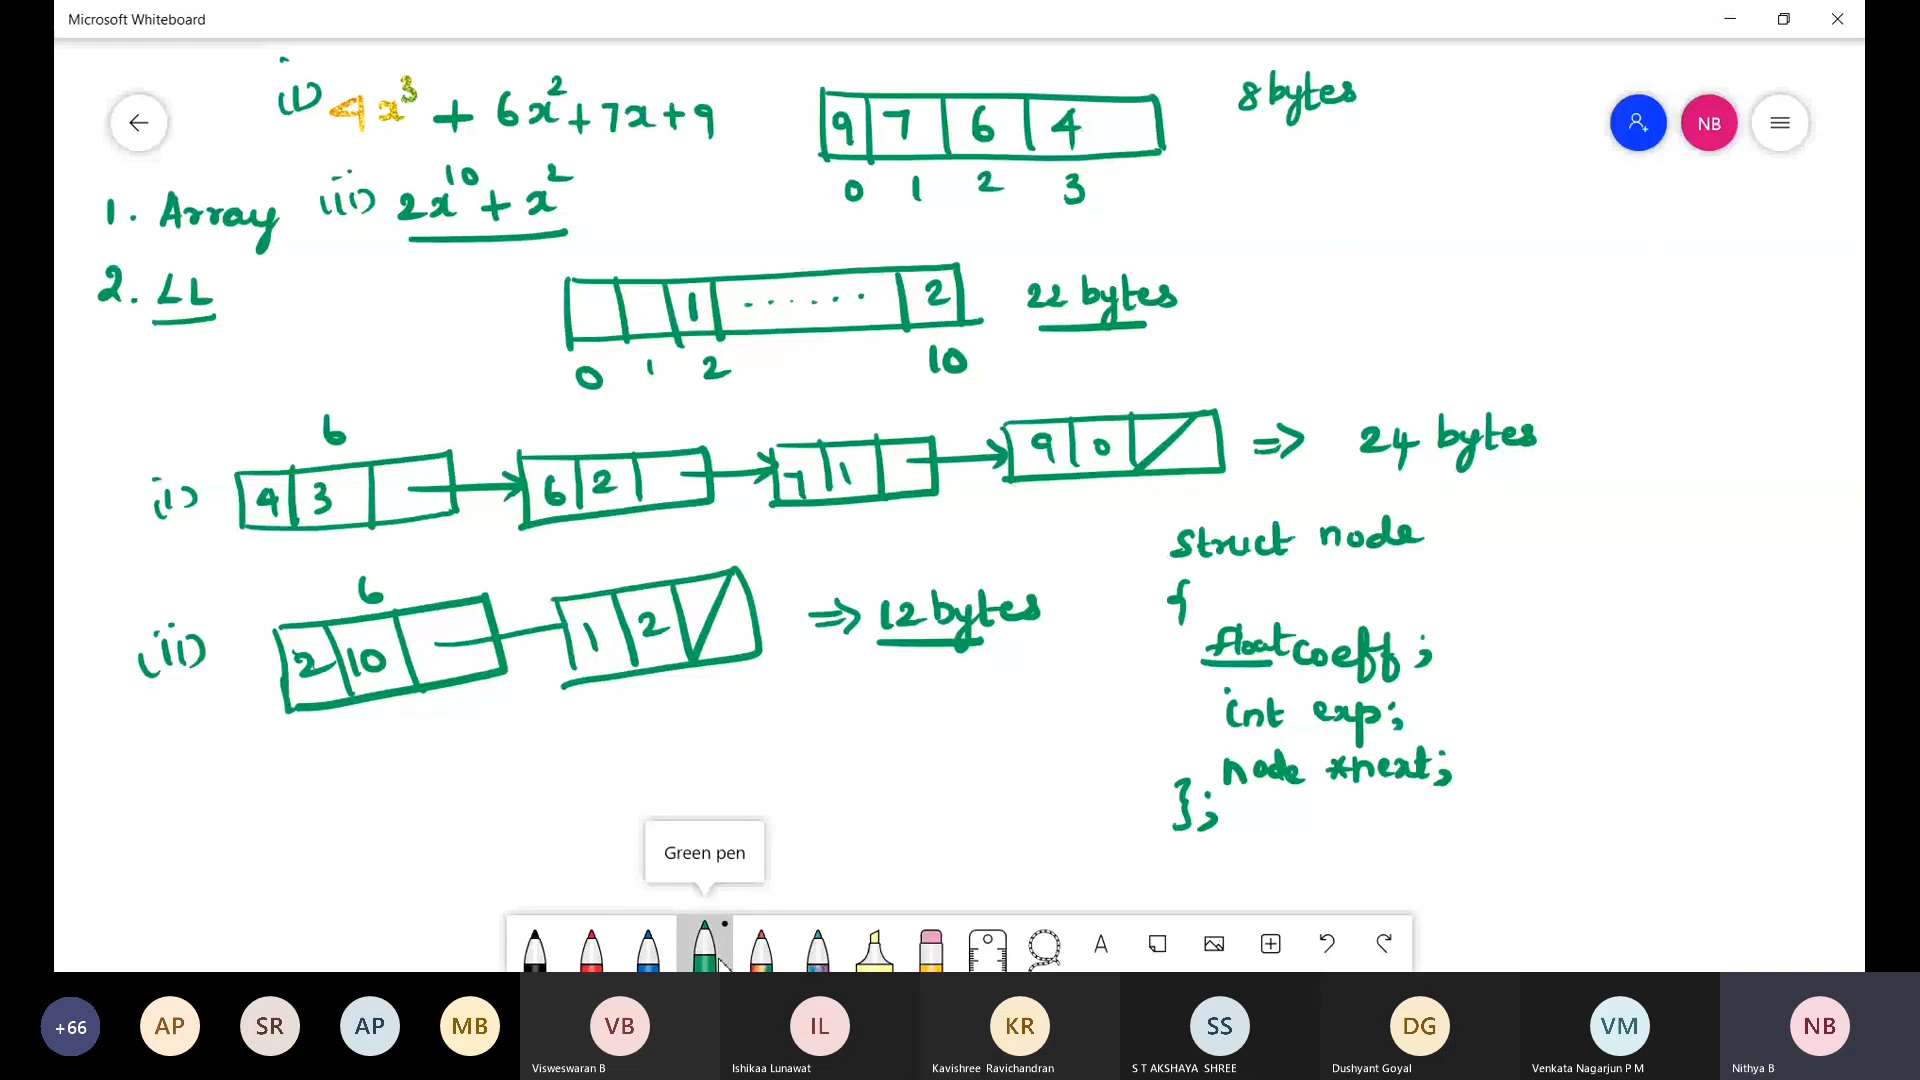 Microsoft Whiteboard
(i) 4x³ + 6x² + 7x + 9
9 7 6 4
8 bytes
0 1 2 3
NB
1. Array (ii) 2x¹⁰ + x²
2. LL
1 ...... 2
22 bytes
0 1 2 10
6
(i) 4 3 6 2 7 1 9 0 => 24 bytes
6
(ii) 2 10 1 2 => 12 bytes
struct node
{
float coeff;
int exp;
node *next;
};
Green pen
A
+66 AP SR AP MB VB IL KR SS DG VM NB
Visweswaran B Ishikaa Lunawat Kavishree Ravichandran S T AKSHAYA SHREE Dushyant Goyal Venkata Nagarjun P M Nithya B